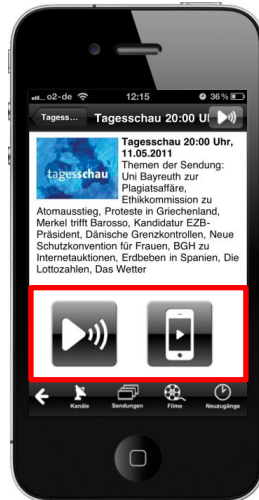 o2-de 12:15 36%
Tagess... Tagesschau 20:00 U
tagesschau
Tagesschau 20:00 Uhr,
11.05.2011
Themen der Sendung:
Uni Bayreuth zur
Plagiatsaffäre,
Ethikkommission zu
Atomausstieg, Proteste in Griechenland,
Merkel trifft Barosso, Kandidatur EZB-
Präsident, Dänische Grenzkontrollen, Neue
Schutzkonvention für Frauen, BGH zu
Internetauktionen, Erdbeben in Spanien, Die
Lottozahlen, Das Wetter
Kanäle Sendungen Filme Neuzugänge